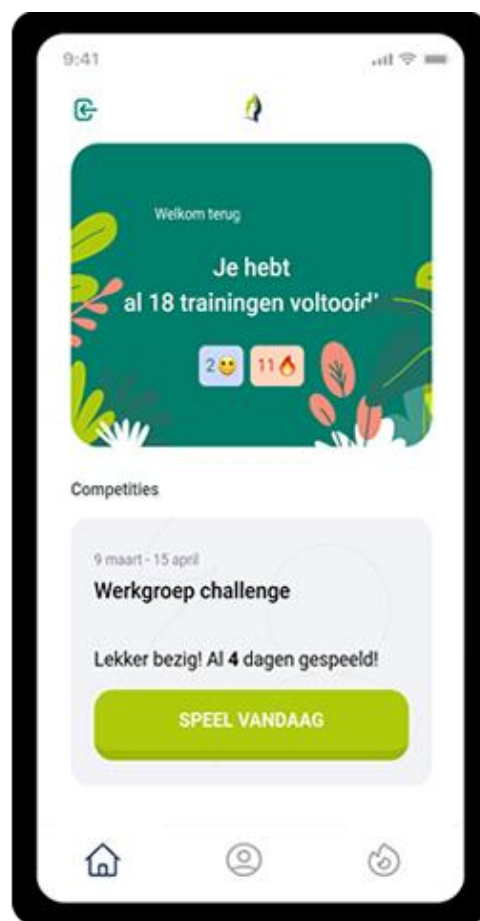 9:41
Welkom terug
Je hebt
al 18 trainingen voltooid!
2😊 11🔥
Competities
9 maart - 15 april
Werkgroep challenge
Lekker bezig! Al 4 dagen gespeeld!
SPEEL VANDAAG